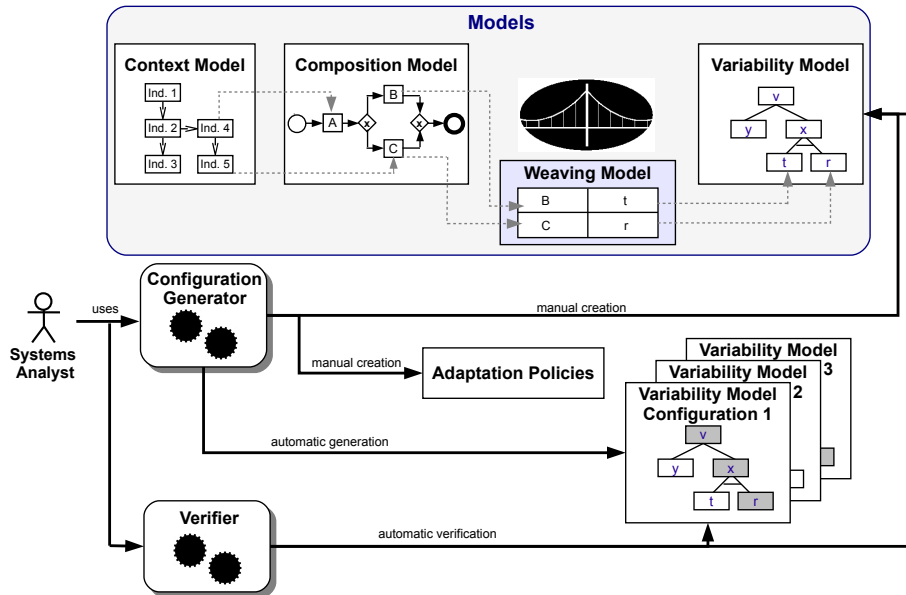 Models
Context Model
Ind. 1
Ind. 2
Ind. 4
Ind. 3
Ind. 5
Composition Model
A
B
C
x
x
Weaving Model
B t
C r
Variability Model
v
y x
t r
Systems
Analyst
uses
Configuration
Generator
manual creation
manual creation
Adaptation Policies
automatic generation
Variability Model
3
Variability Model
2
Variability Model
Configuration 1
v
y x
t r
Verifier
automatic verification